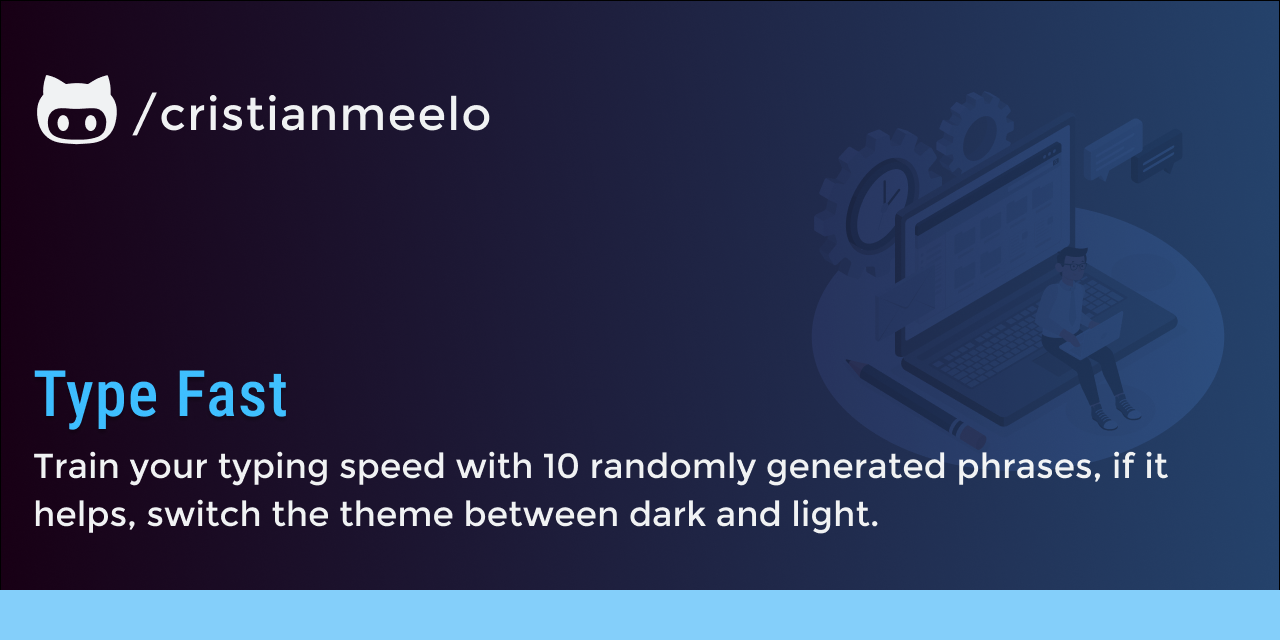 /cristianmeelo
Type Fast
Train your typing speed with 10 randomly generated phrases, if it
helps, switch the theme between dark and light.